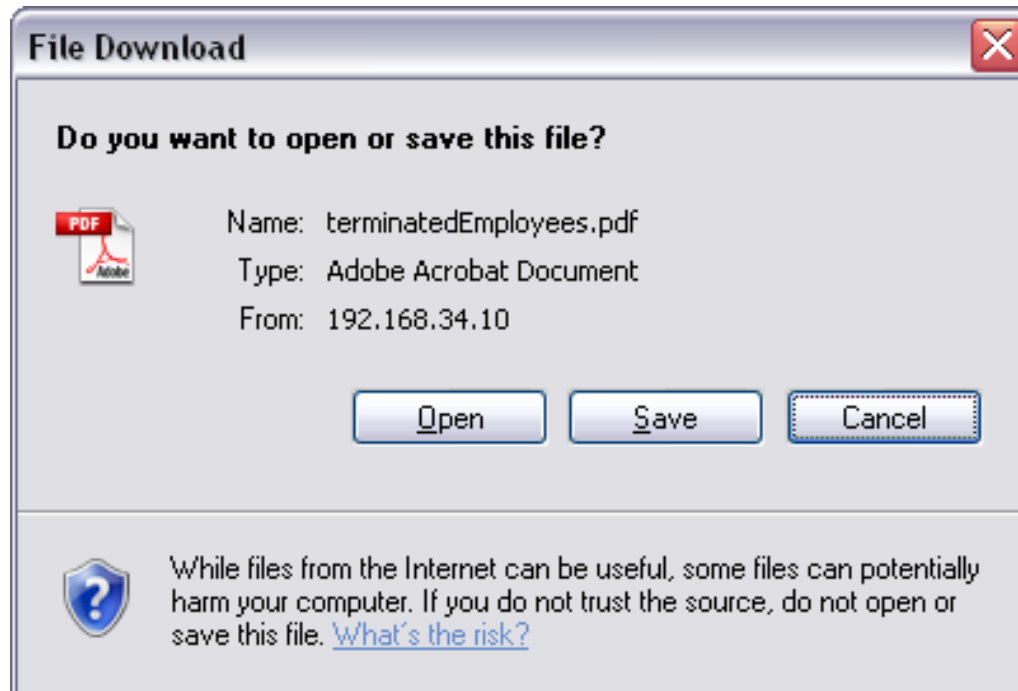 File Download
Do you want to open or save this file?
PDF
Adobe
Name: terminatedEmployees.pdf
Type: Adobe Acrobat Document
From: 192.168.34.10
Open Save Cancel
While files from the Internet can be useful, some files can potentially
harm your computer. If you do not trust the source, do not open or
save this file. What's the risk?